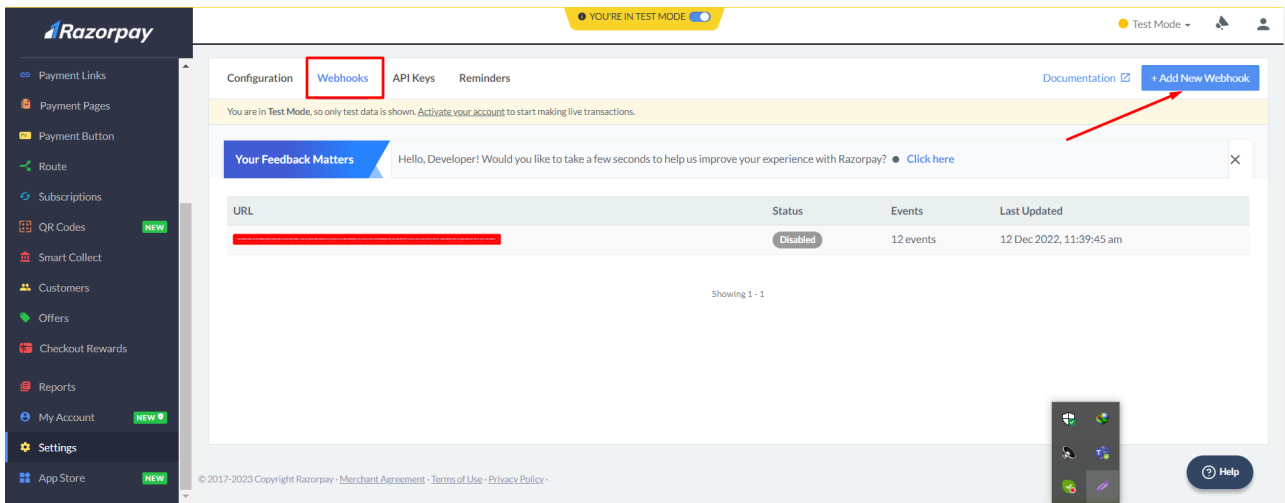 Razorpay
YOU'RE IN TEST MODE
Test Mode
Payment Links
Payment Pages
Payment Button
Route
Subscriptions
QR Codes NEW
Smart Collect
Customers
Offers
Checkout Rewards
Reports
My Account NEW
Settings
App Store NEW
Configuration Webhooks API Keys Reminders
Documentation + Add New Webhook
You are in Test Mode, so only test data is shown. Activate your account to start making live transactions.
Your Feedback Matters Hello, Developer! Would you like to take a few seconds to help us improve your experience with Razorpay? ● Click here
URL Status Events Last Updated
Disabled 12 events 12 Dec 2022, 11:39:45 am
Showing 1 - 1
© 2017-2023 Copyright Razorpay · Merchant Agreement · Terms of Use · Privacy Policy ·
Help